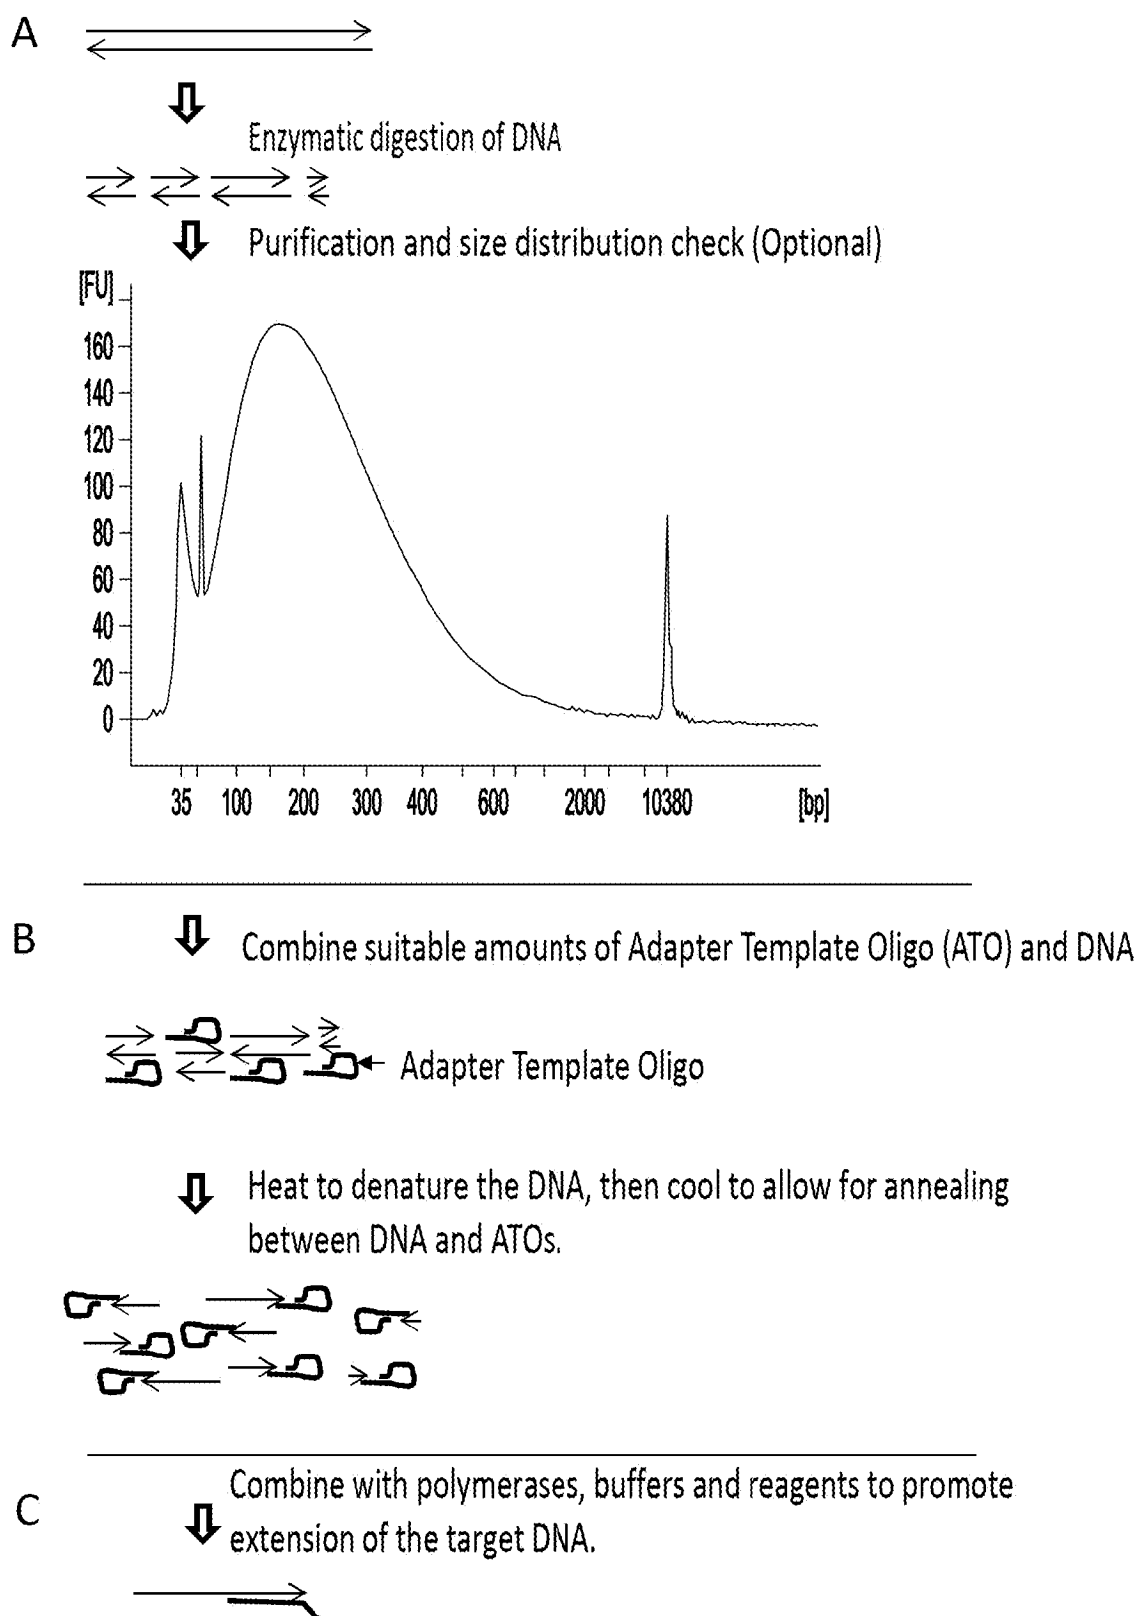 A
Enzymatic digestion of DNA
Purification and size distribution check (Optional)
[FU]
160
140
120
100
80
60
40
20
0
35 100 200 300 400 600 2000 10380 [bp]
B
Combine suitable amounts of Adapter Template Oligo (ATO) and DNA
Adapter Template Oligo
Heat to denature the DNA, then cool to allow for annealing
between DNA and ATOs.
C
Combine with polymerases, buffers and reagents to promote
extension of the target DNA.